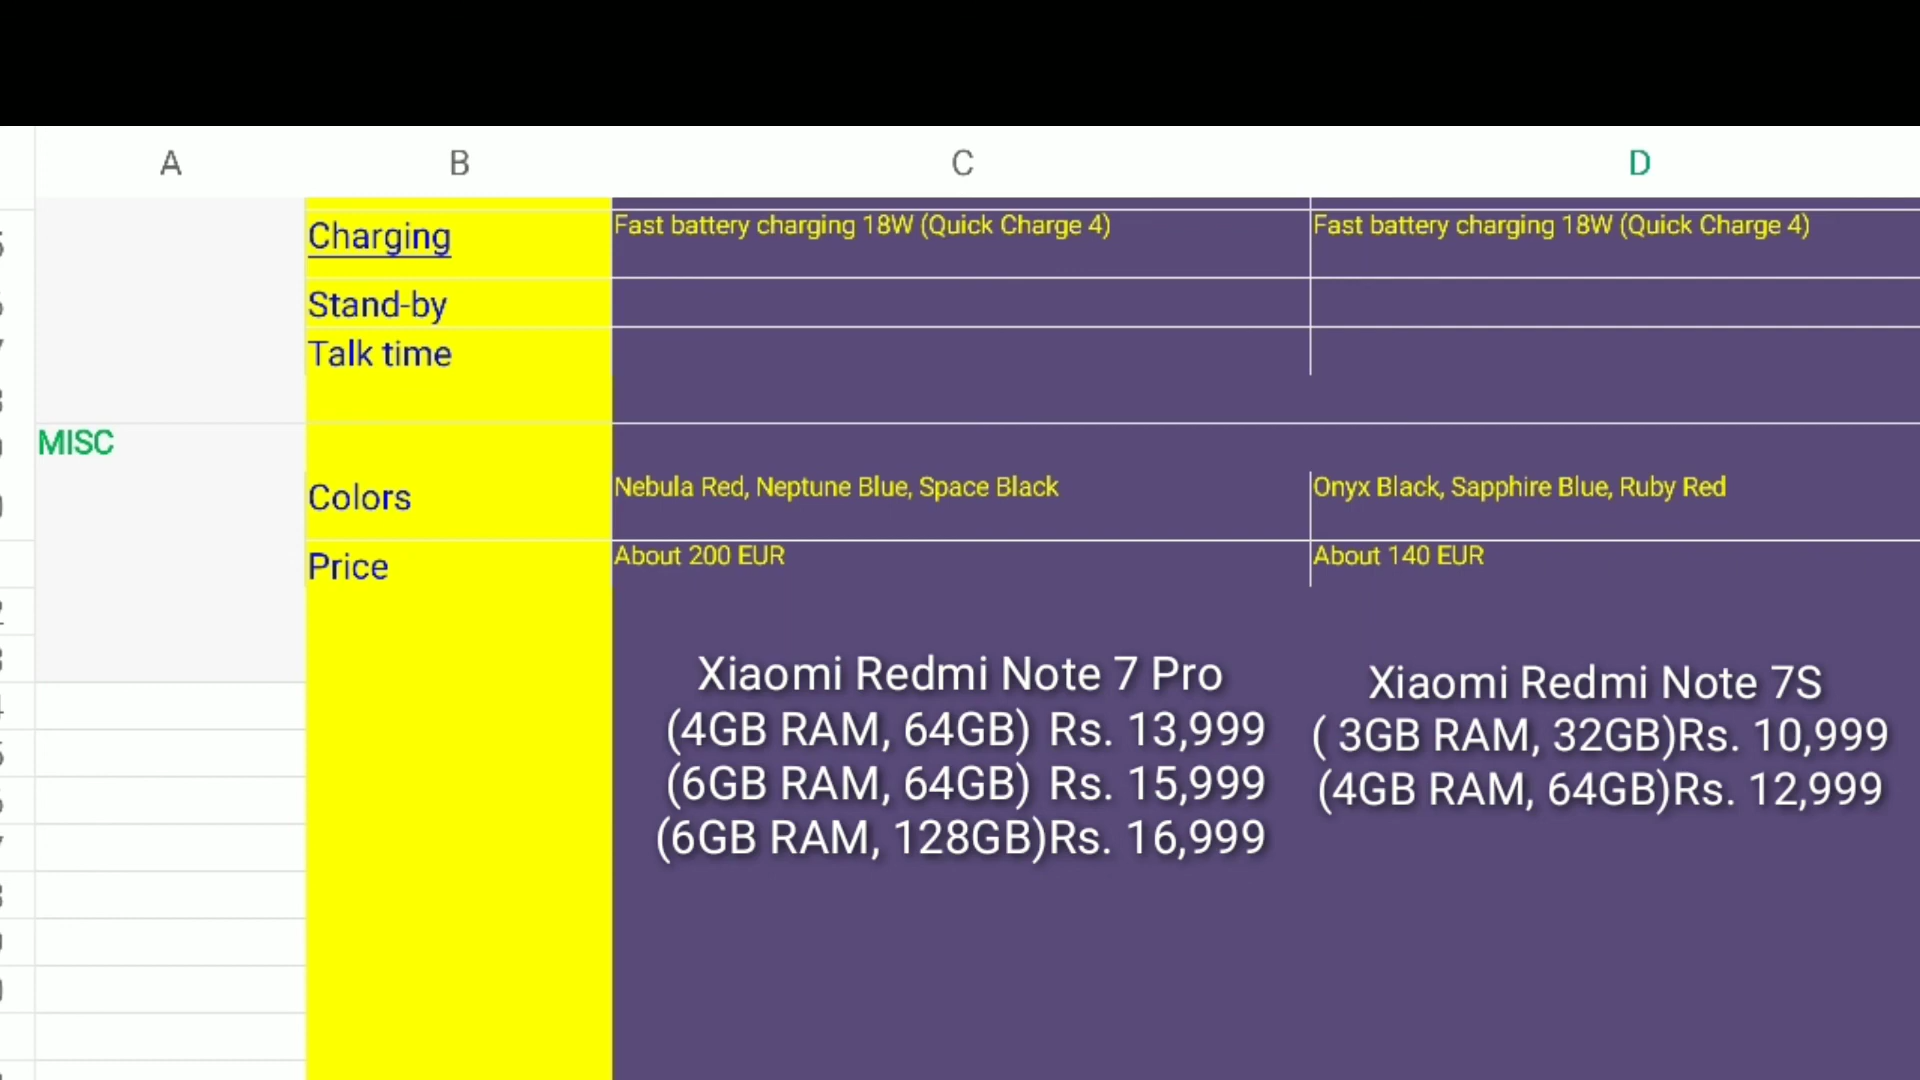 A B C D
Charging Fast battery charging 18W (Quick Charge 4) Fast battery charging 18W (Quick Charge 4)
Stand-by
Talk time
MISC
Colors Nebula Red, Neptune Blue, Space Black Onyx Black, Sapphire Blue, Ruby Red
Price About 200 EUR About 140 EUR
Xiaomi Redmi Note 7 Pro
(4GB RAM, 64GB) Rs. 13,999
(6GB RAM, 64GB) Rs. 15,999
(6GB RAM, 128GB)Rs. 16,999
Xiaomi Redmi Note 7S
( 3GB RAM, 32GB)Rs. 10,999
(4GB RAM, 64GB)Rs. 12,999